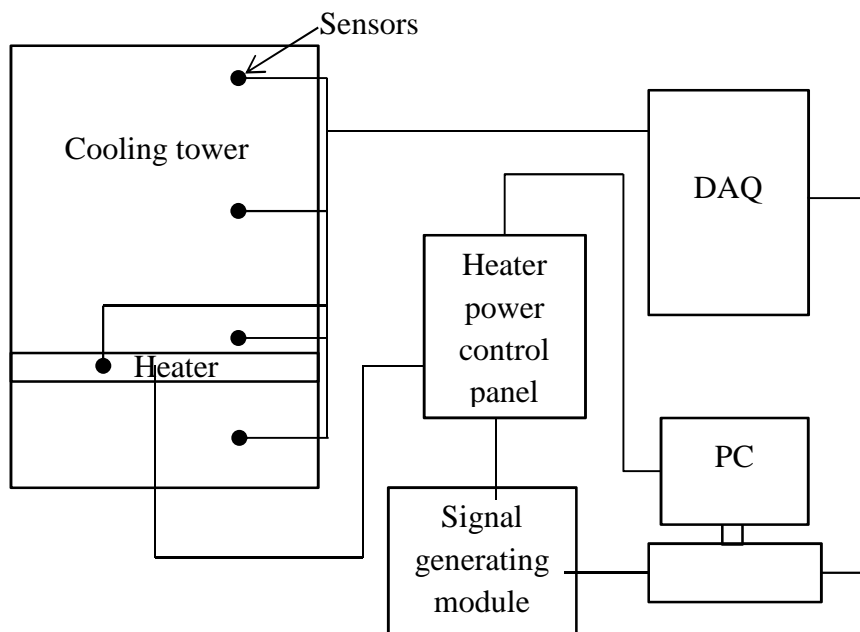 Sensors
Cooling tower
DAQ
Heater
power
control
panel
Heater
PC
Signal
generating
module